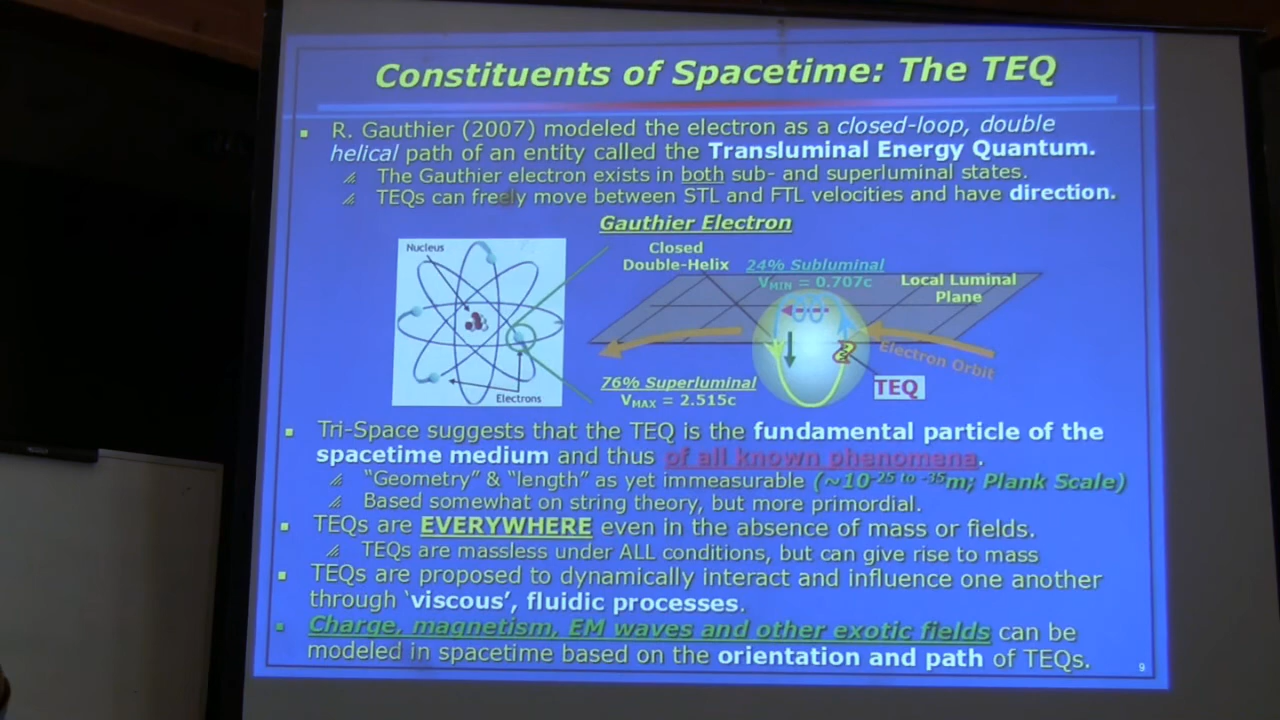 Constituents of Spacetime: The TEQ
R. Gauthier (2007) modeled the electron as a closed-loop, double
helical path of an entity called the Transluminal Energy Quantum.
The Gauthier electron exists in both sub- and superluminal states.
TEQs can freely move between STL and FTL velocities and have direction.
Gauthier Electron
Nucleus
Electrons
Closed
Double-Helix
24% Subluminal
VMIN = 0.707c
Local Luminal
Plane
Electron Orbit
76% Superluminal
VMAX = 2.515c
TEQ
Tri-Space suggests that the TEQ is the fundamental particle of the
spacetime medium and thus of all known phenomena.
"Geometry" & "length" as yet immeasurable (~10-25 to -35m; Plank Scale)
Based somewhat on string theory, but more primordial.
TEQs are EVERYWHERE even in the absence of mass or fields.
TEQs are massless under ALL conditions, but can give rise to mass
TEQs are proposed to dynamically interact and influence one another
through 'viscous', fluidic processes.
Charge, magnetism, EM waves and other exotic fields can be
modeled in spacetime based on the orientation and path of TEQs.
9